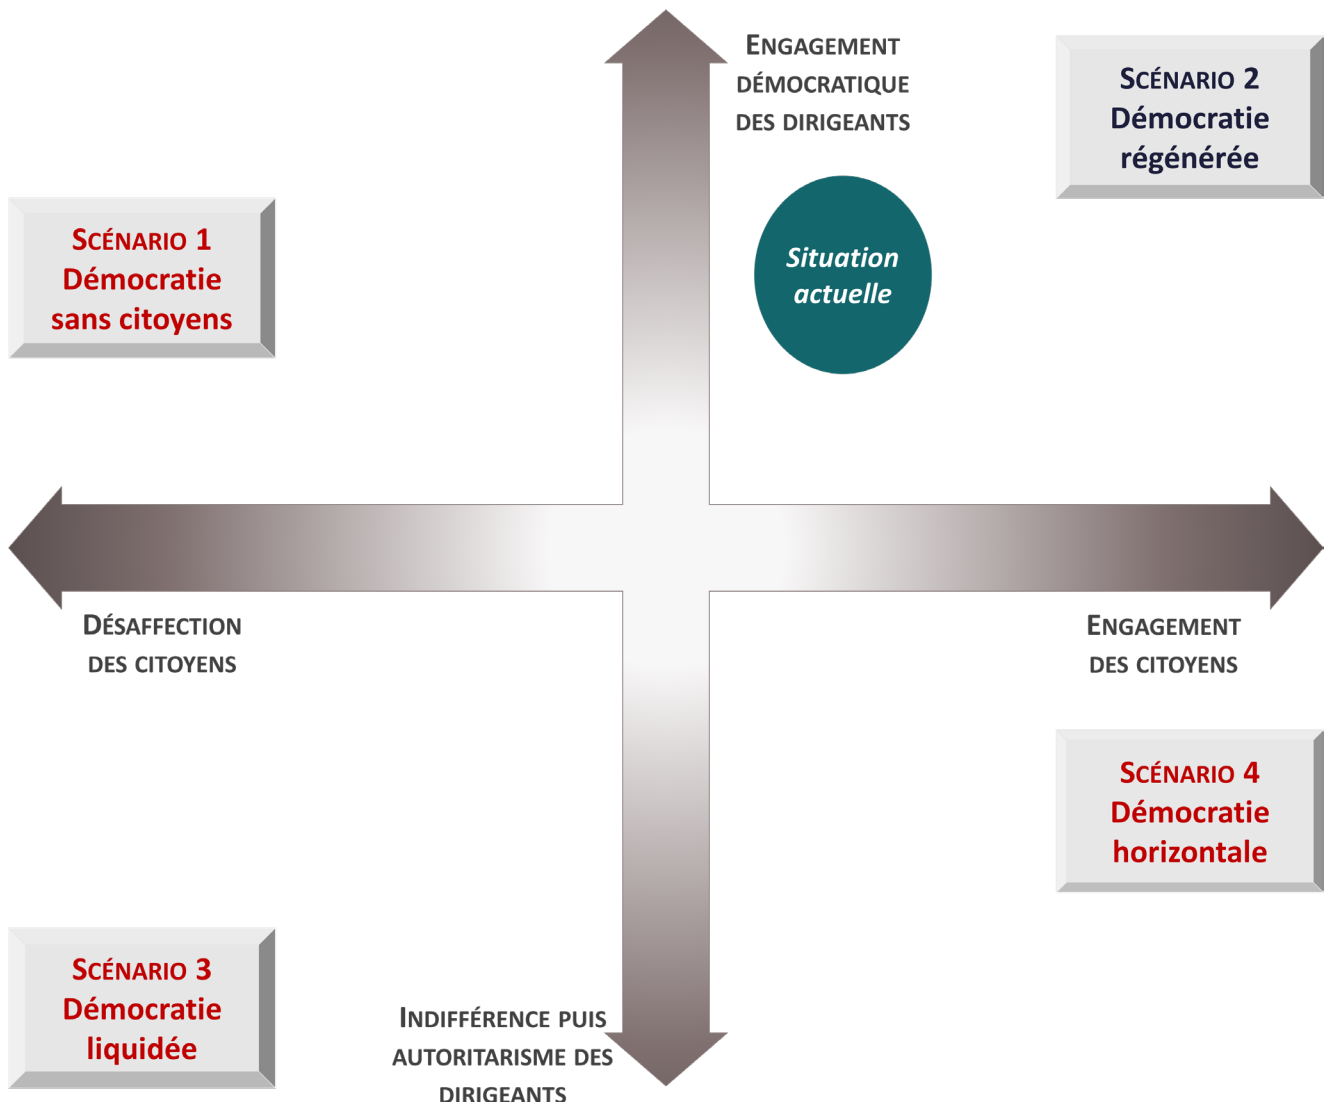 ENGAGEMENT
DÉMOCRATIQUE
DES DIRIGEANTS
SCÉNARIO 2
Démocratie
régénérée
SCÉNARIO 1
Démocratie
sans citoyens
Situation
actuelle
DÉSAFFECTION
DES CITOYENS
ENGAGEMENT
DES CITOYENS
SCÉNARIO 4
Démocratie
horizontale
SCÉNARIO 3
Démocratie
liquidée
INDIFFÉRENCE PUIS
AUTORITARISME DES
DIRIGEANTS